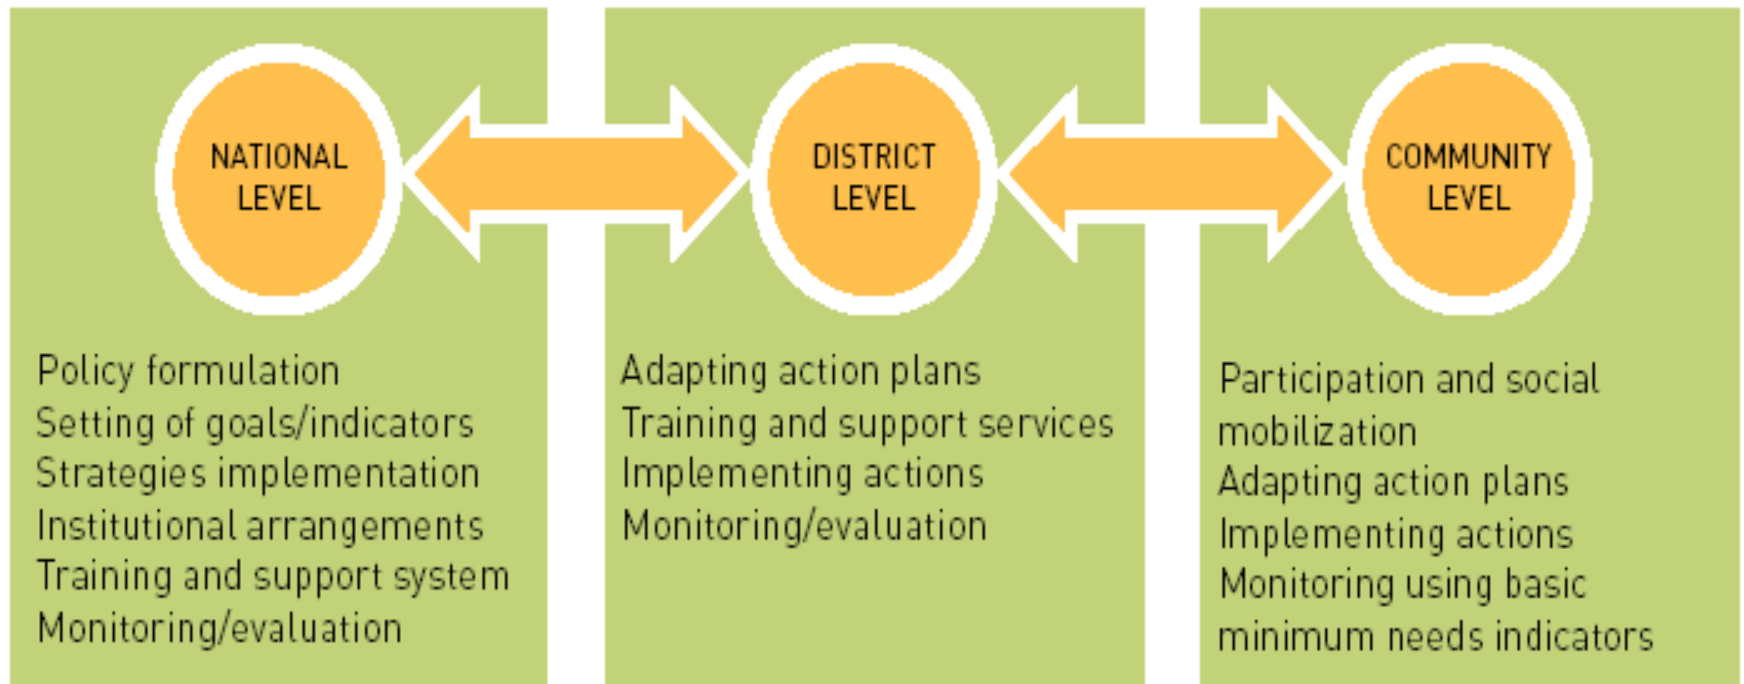 NATIONAL
LEVEL
Policy formulation
Setting of goals/indicators
Strategies implementation
Institutional arrangements
Training and support system
Monitoring/evaluation
DISTRICT
LEVEL
Adapting action plans
Training and support services
Implementing actions
Monitoring/evaluation
COMMUNITY
LEVEL
Participation and social
mobilization
Adapting action plans
Implementing actions
Monitoring using basic
minimum needs indicators